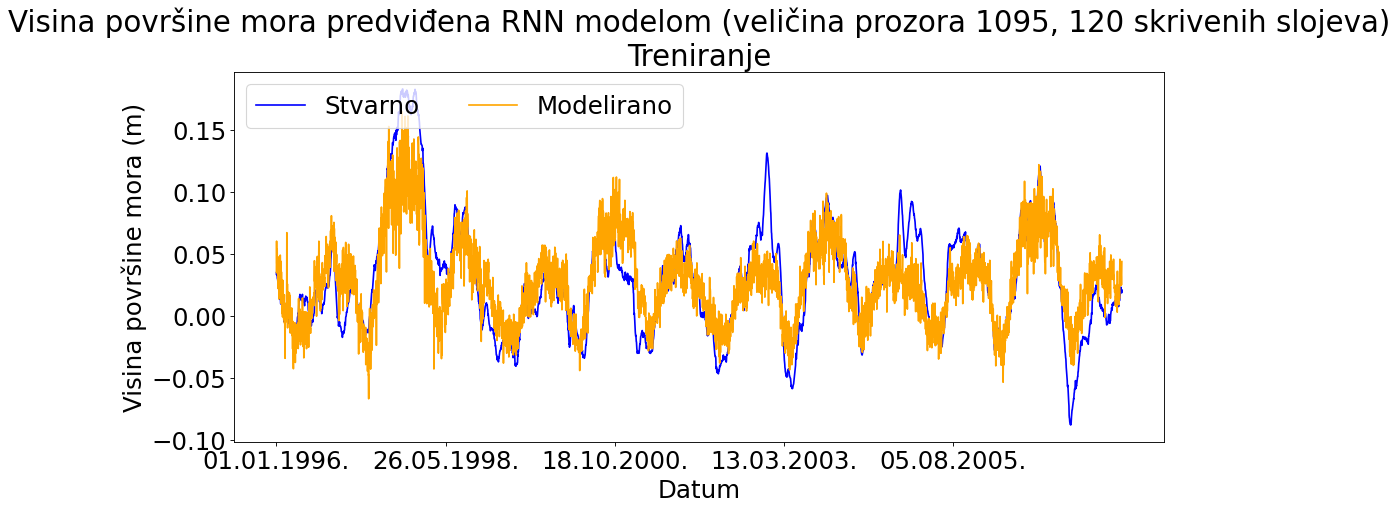 Visina površine mora predviđena RNN modelom (veličina prozora 1095, 120 skrivenih slojeva)
Treniranje
Stvarno
Modelirano
Visina površine mora (m)
0.15
0.10
0.05
0.00
−0.05
−0.10
01.01.1996.
26.05.1998.
18.10.2000.
13.03.2003.
05.08.2005.
Datum